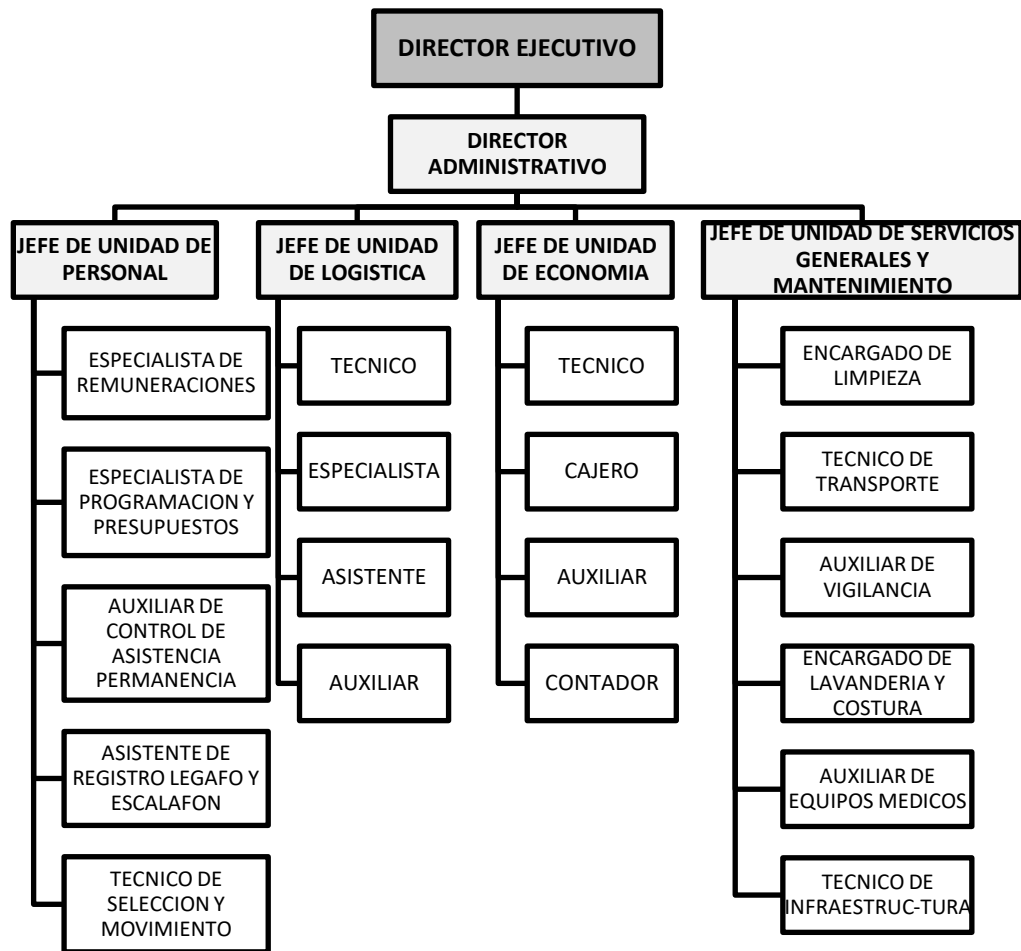 DIRECTOR EJECUTIVO
DIRECTOR
ADMINISTRATIVO
JEFE DE UNIDAD DE
PERSONAL
ESPECIALISTA DE
REMUNERACIONES
ESPECIALISTA DE
PROGRAMACION Y
PRESUPUESTOS
AUXILIAR DE
CONTROL DE
ASISTENCIA
PERMANENCIA
ASISTENTE DE
REGISTRO LEGAFO Y
ESCALAFON
TECNICO DE
SELECCION Y
MOVIMIENTO
JEFE DE UNIDAD
DE LOGISTICA
TECNICO
ESPECIALISTA
ASISTENTE
AUXILIAR
JEFE DE UNIDAD
DE ECONOMIA
TECNICO
CAJERO
AUXILIAR
CONTADOR
JEFE DE UNIDAD DE SERVICIOS
GENERALES Y
MANTENIMIENTO
ENCARGADO DE
LIMPIEZA
TECNICO DE
TRANSPORTE
AUXILIAR DE
VIGILANCIA
ENCARGADO DE
LAVANDERIA Y
COSTURA
AUXILIAR DE
EQUIPOS MEDICOS
TECNICO DE
INFRAESTRUC-TURA